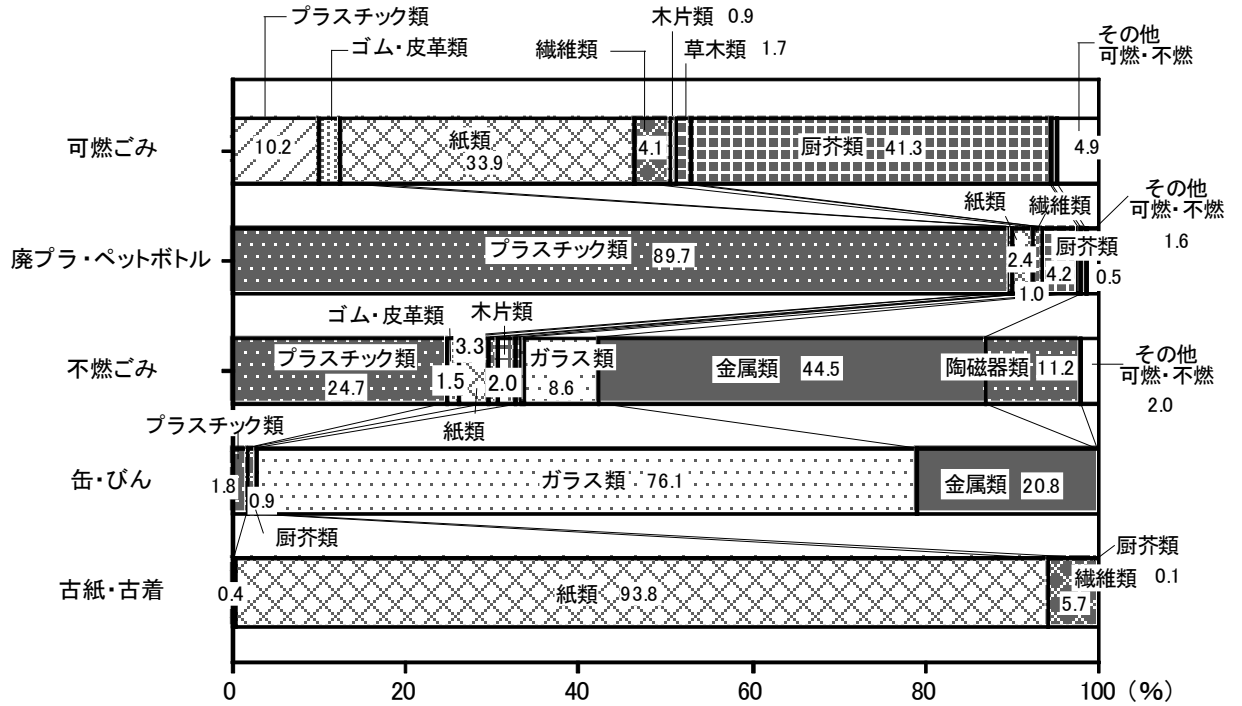 プラスチック類
ゴム・皮革類
繊維類
木片類 0.9
草木類 1.7
その他
可燃・不燃
可燃ごみ
10.2
紙類
33.9
4.1
厨芥類 41.3
4.9
紙類
繊維類
その他
可燃・不燃
1.6
廃プラ・ペットボトル
プラスチック類
89.7
2.4
1.0
厨芥類
4.2
0.5
ゴム・皮革類
木片類
不燃ごみ
プラスチック類
24.7
1.5
3.3
紙類
2.0
ガラス類
8.6
金属類 44.5
陶磁器類 11.2
その他
可燃・不燃
2.0
プラスチック類
缶・びん
1.8
0.9
厨芥類
ガラス類 76.1
金属類 20.8
古紙・古着
0.4
紙類 93.8
厨芥類
0.1
繊維類
5.7
0 20 40 60 80 100 (%)